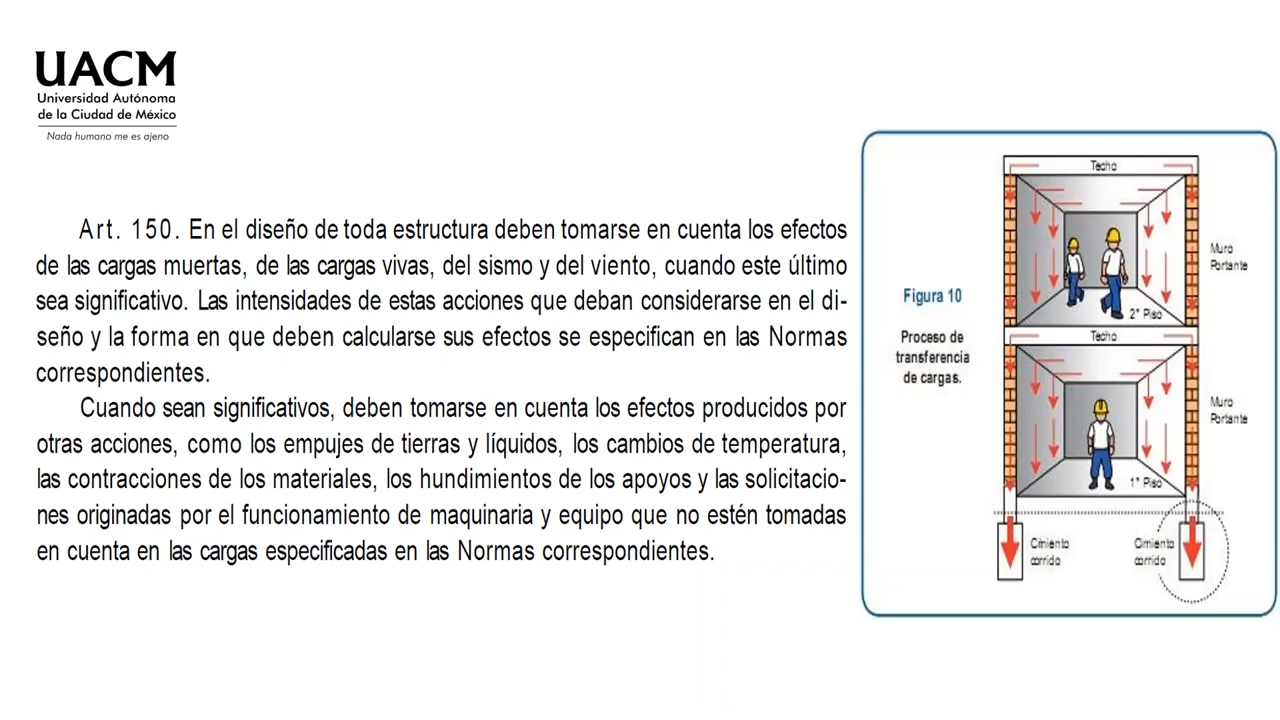 UACM
Universidad Autónoma
de la Ciudad de México
Nada humano me es ajeno
Art. 150. En el diseño de toda estructura deben tomarse en cuenta los efectos
de las cargas muertas, de las cargas vivas, del sismo y del viento, cuando este último
sea significativo. Las intensidades de estas acciones que deban considerarse en el di-
seño y la forma en que deben calcularse sus efectos se especifican en las Normas
correspondientes.
Cuando sean significativos, deben tomarse en cuenta los efectos producidos por
otras acciones, como los empujes de tierras y líquidos, los cambios de temperatura,
las contracciones de los materiales, los hundimientos de los apoyos y las solicitacio-
nes originadas por el funcionamiento de maquinaria y equipo que no estén tomadas
en cuenta en las cargas especificadas en las Normas correspondientes.
Figura 10
Proceso de
transferencia
de cargas.
Techo
Muro
Portante
2° Piso
Techo
Muro
Portante
1° Piso
Cimiento
corrido
Cimiento
corrido